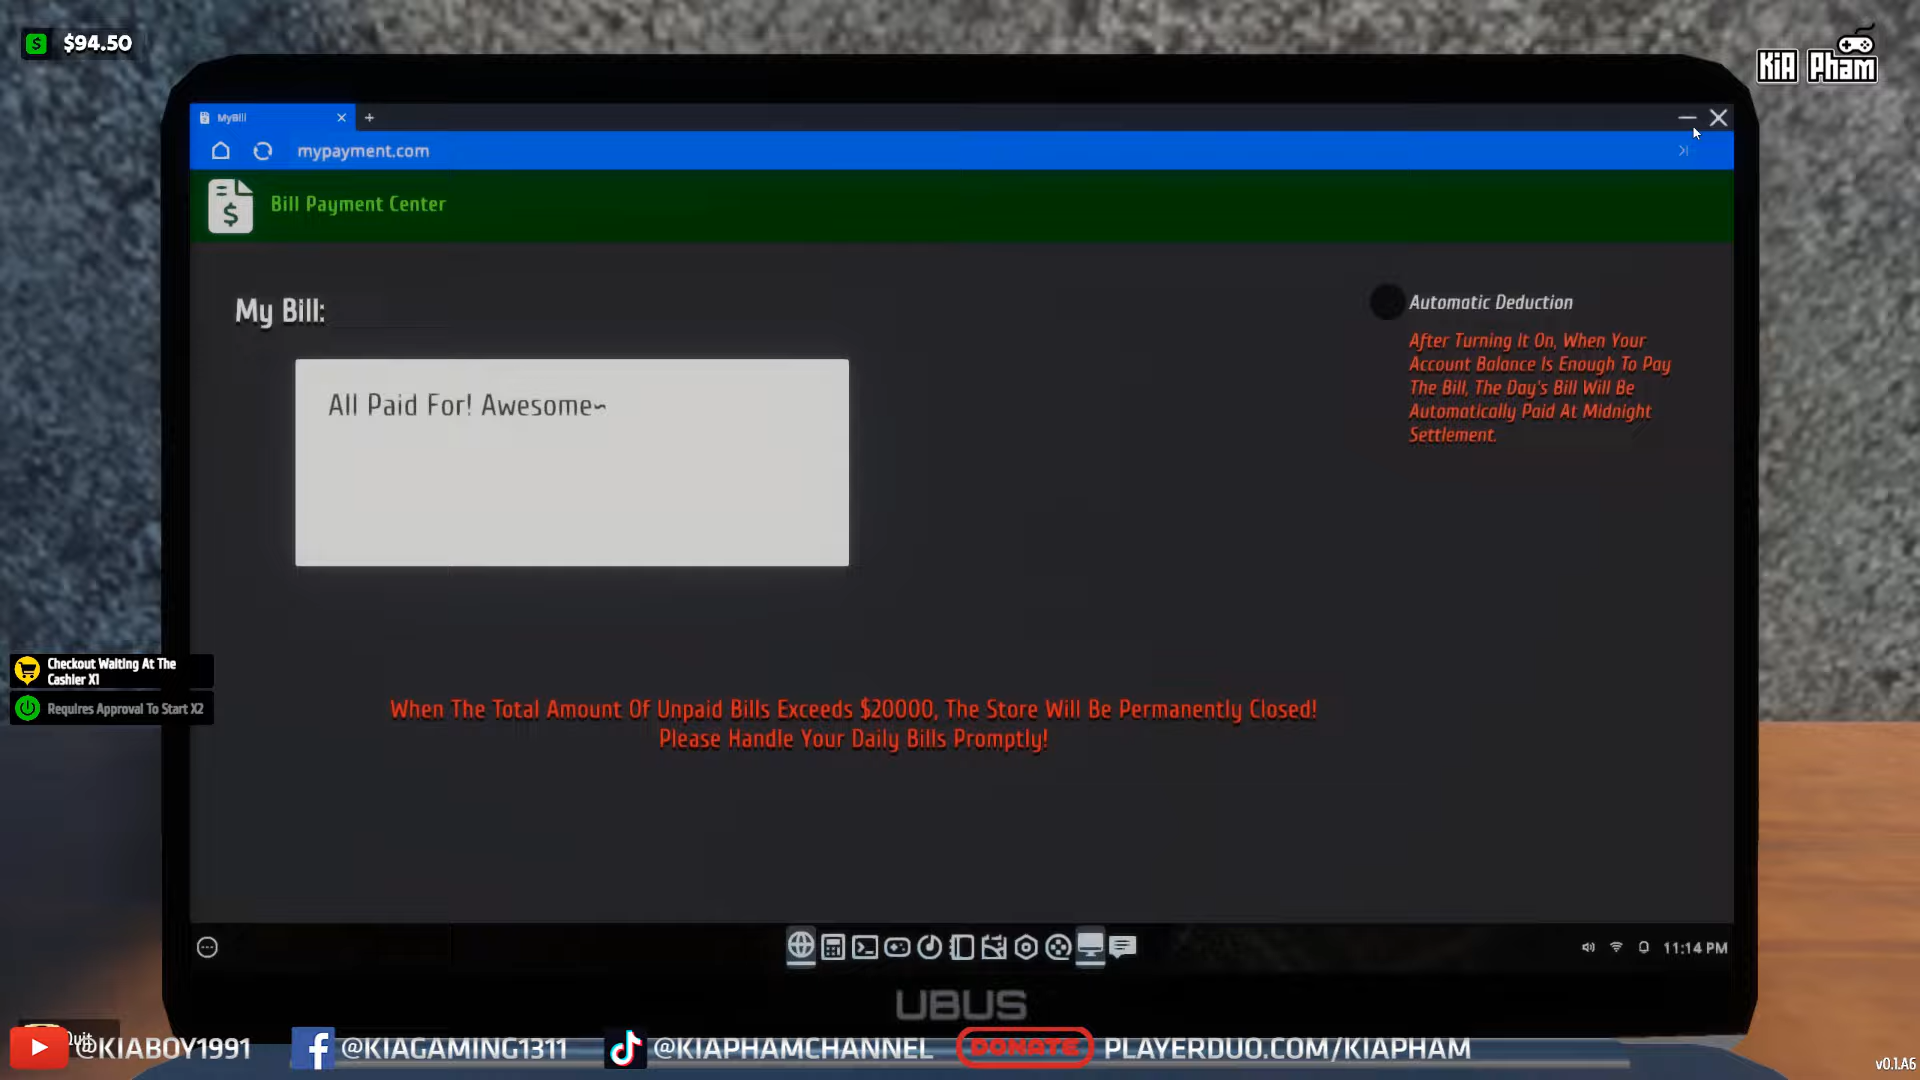 $94.50
KiA Pham
MyBill
mypayment.com
Bill Payment Center
My Bill:
Automatic Deduction
After Turning It On, When Your
Account Balance Is Enough To Pay
The Bill, The Day's Bill Will Be
Automatically Paid At Midnight
Settlement.
All Paid For! Awesome~
Checkout Waiting At The
Cashier X1
Requires Approval To Start X2
When The Total Amount Of Unpaid Bills Exceeds $20000, The Store Will Be Permanently Closed!
Please Handle Your Daily Bills Promptly!
11:14 PM
UBUS
Quit
@KIABOY1991
@KIAGAMING1311
@KIAPHAMCHANNEL
DONATE
PLAYERDUO.COM/KIAPHAM
v0.1.A6